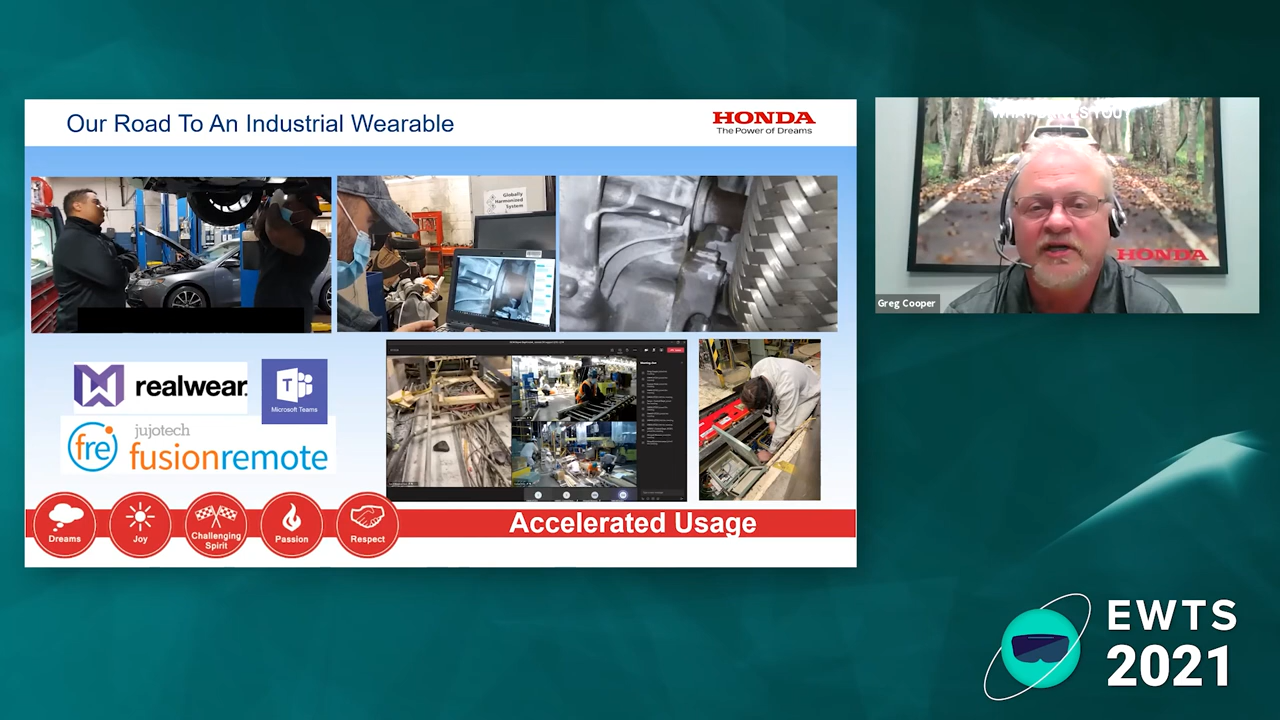 Our Road To An Industrial Wearable
HONDA
The Power of Dreams
Globally
Harmonized
System
realwear
Microsoft Teams
fre
jujotech
fusionremote
Dreams
Joy
Challenging
Spirit
Passion
Respect
Accelerated Usage
HONDA
Greg Cooper
EWTS
2021